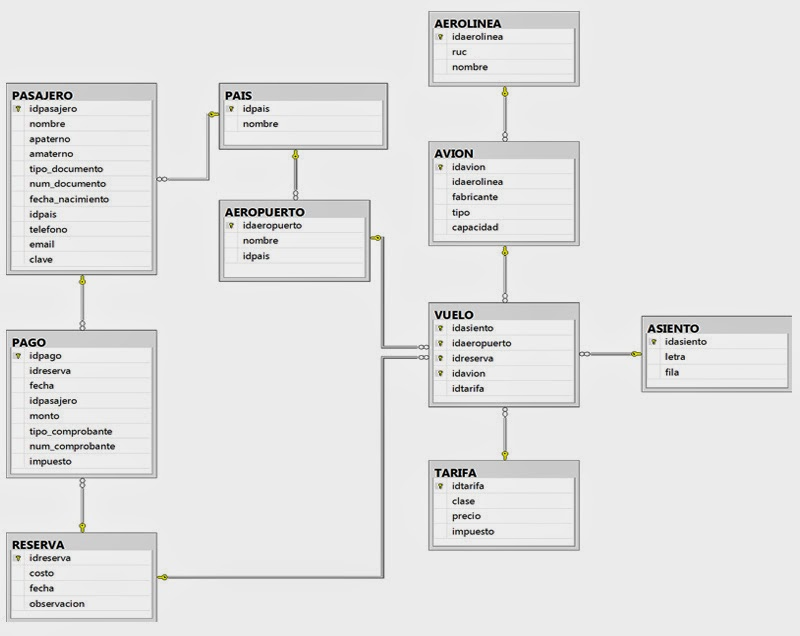 AEROLINEA
idaerolinea
ruc
nombre
PASAJERO
idpasajero
nombre
apaterno
amaterno
tipo_documento
num_documento
fecha_nacimiento
idpais
telefono
email
clave
PAIS
idpais
nombre
AVION
idavion
idaerolinea
fabricante
tipo
capacidad
AEROPUERTO
idaeropuerto
nombre
idpais
VUELO
idasiento
idaeropuerto
idreserva
idavion
idtarifa
ASIENTO
idasiento
letra
fila
PAGO
idpago
idreserva
fecha
idpasajero
monto
tipo_comprobante
num_comprobante
impuesto
TARIFA
idtarifa
clase
precio
impuesto
RESERVA
idreserva
costo
fecha
observacion